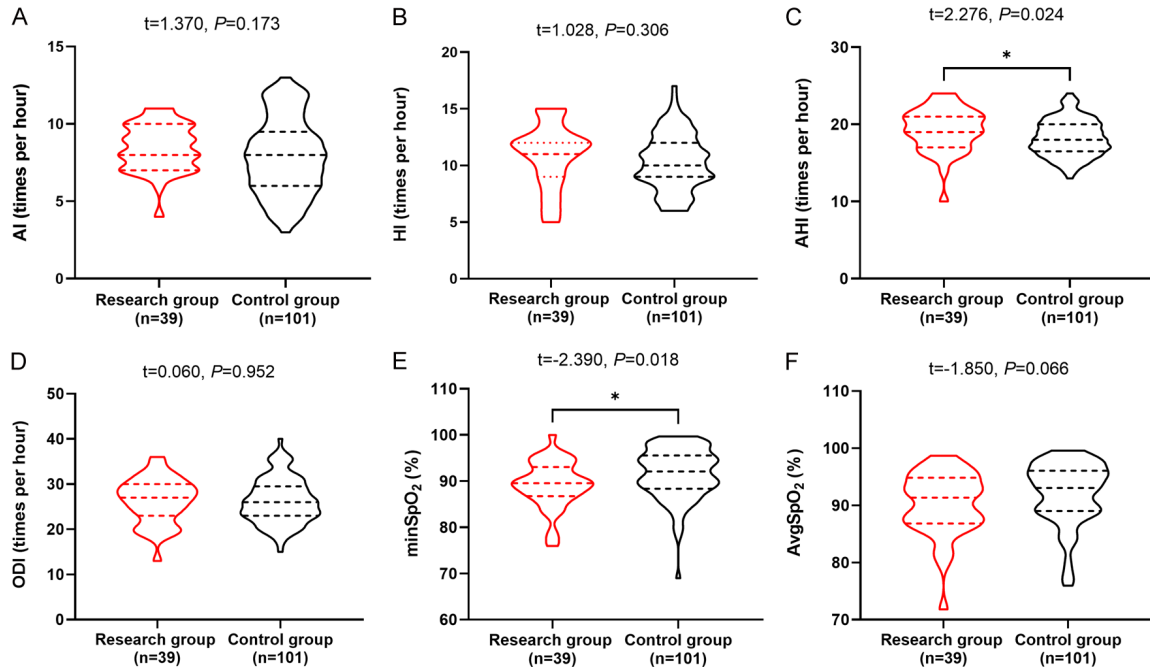 A
t=1.370, P=0.173
AI (times per hour)
15
10
5
0
Research group
(n=39)
Control group
(n=101)
B
t=1.028, P=0.306
HI (times per hour)
20
15
10
5
0
Research group
(n=39)
Control group
(n=101)
C
t=2.276, P=0.024
*
AHI (times per hour)
30
20
10
0
Research group
(n=39)
Control group
(n=101)
D
t=0.060, P=0.952
ODI (times per hour)
50
40
30
20
10
0
Research group
(n=39)
Control group
(n=101)
E
t=-2.390, P=0.018
*
minSpO₂ (%)
110
100
90
80
70
60
Research group
(n=39)
Control group
(n=101)
F
t=-1.850, P=0.066
AvgSpO₂ (%)
110
100
90
80
70
Research group
(n=39)
Control group
(n=101)